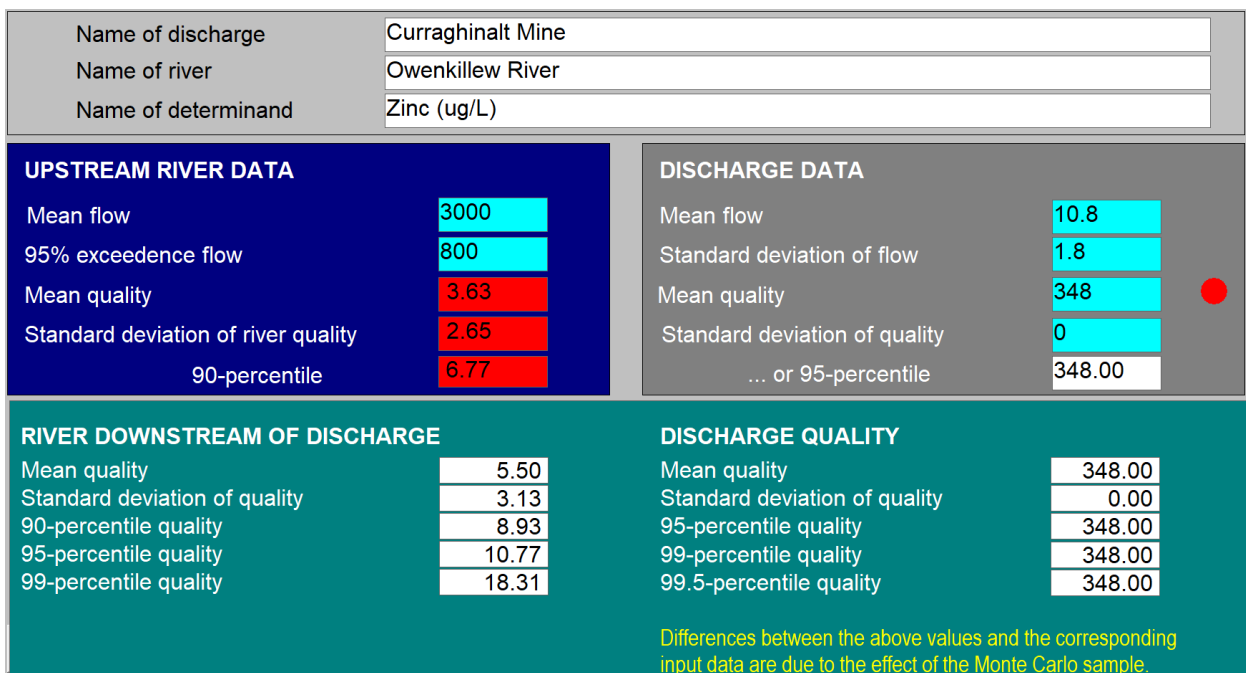 Name of discharge Curraghinalt Mine
Name of river Owenkillew River
Name of determinand Zinc (ug/L)
UPSTREAM RIVER DATA
Mean flow 3000
95% exceedence flow 800
Mean quality 3.63
Standard deviation of river quality 2.65
90-percentile 6.77
DISCHARGE DATA
Mean flow 10.8
Standard deviation of flow 1.8
Mean quality 348
Standard deviation of quality 0
... or 95-percentile 348.00
RIVER DOWNSTREAM OF DISCHARGE
Mean quality 5.50
Standard deviation of quality 3.13
90-percentile quality 8.93
95-percentile quality 10.77
99-percentile quality 18.31
DISCHARGE QUALITY
Mean quality 348.00
Standard deviation of quality 0.00
95-percentile quality 348.00
99-percentile quality 348.00
99.5-percentile quality 348.00
Differences between the above values and the corresponding
input data are due to the effect of the Monte Carlo sample.